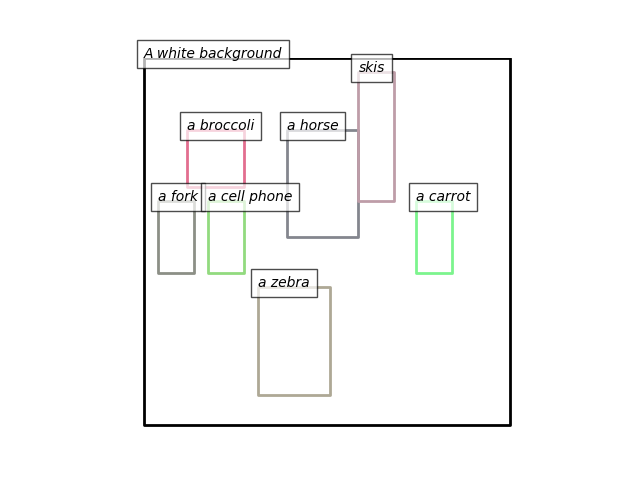 A white background
skis
a broccoli
a horse
a fork
a cell phone
a carrot
a zebra